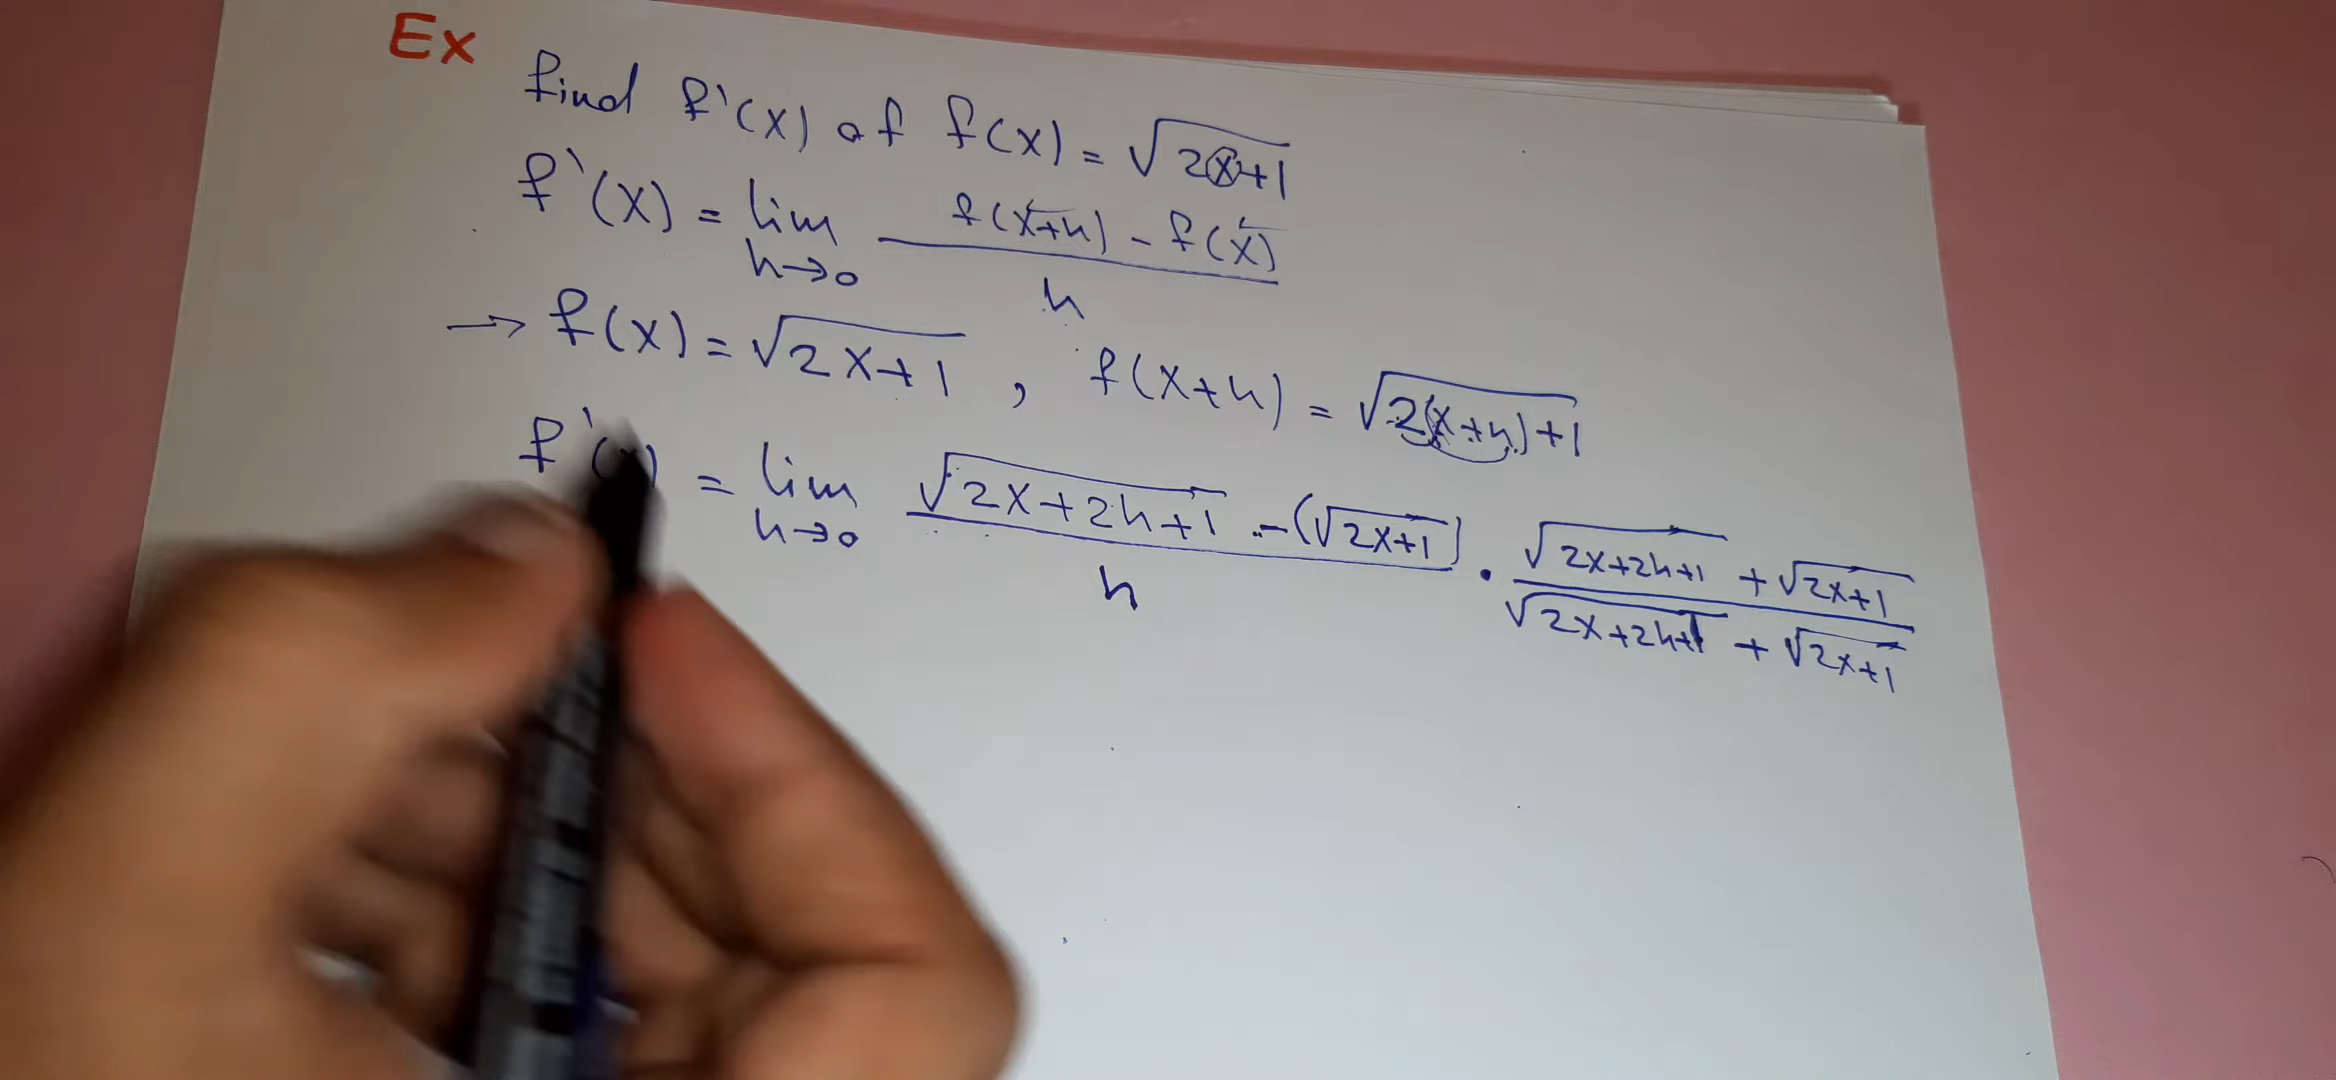 Ex
find f'(x) of f(x) = √2x+1
f'(x) = lim h→0 f(x+h) - f(x) / h
→ f(x) = √2x+1 , f(x+h) = √2(x+h)+1
f'(x) = lim h→0 √2x+2h+1 - (√2x+1) / h · √2x+2h+1 + √2x+1 / √2x+2h+1 + √2x+1